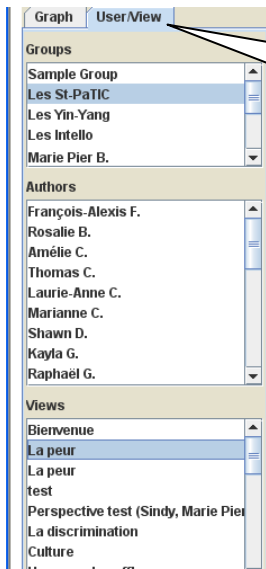 Graph User/View
Groups
Sample Group
Les St-PaTIC
Les Yin-Yang
Les Intello
Marie Pier B.
Authors
François-Alexis F.
Rosalie B.
Amélie C.
Thomas C.
Laurie-Anne C.
Marianne C.
Shawn D.
Kayla G.
Raphaël G.
Views
Bienvenue
La peur
La peur
test
Perspective test (Sindy, Marie Pier
La discrimination
Culture